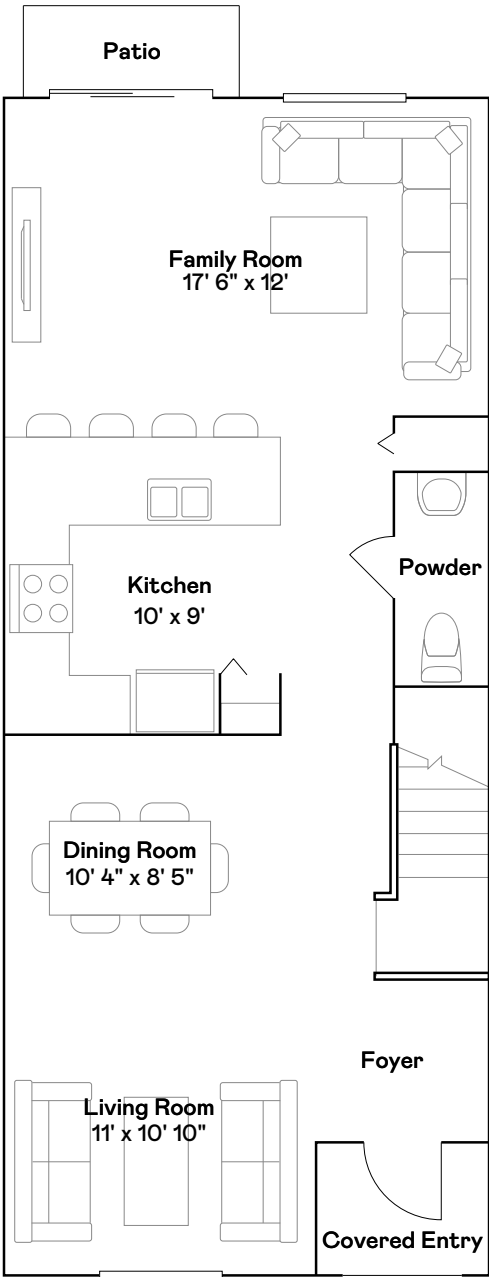 Patio
Family Room
17' 6" x 12'
Kitchen
10' x 9'
Powder
Dining Room
10' 4" x 8' 5"
Foyer
Living Room
11' x 10' 10"
Covered Entry